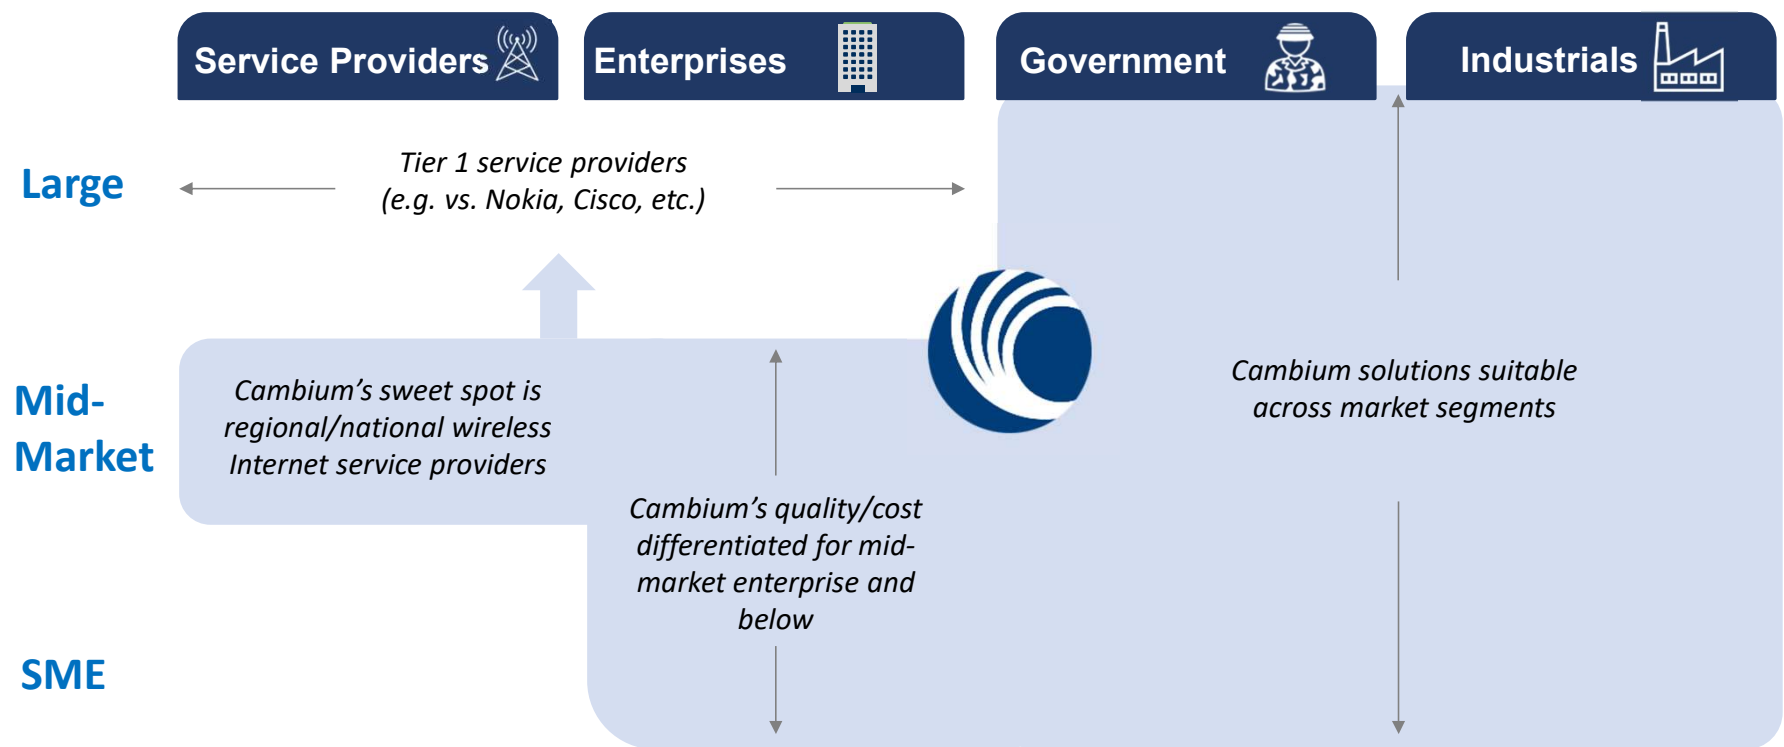 Service Providers
Enterprises
Government
Industrials
Large
Tier 1 service providers
(e.g. vs. Nokia, Cisco, etc.)
Mid-
Market
Cambium’s sweet spot is
regional/national wireless
Internet service providers
Cambium’s quality/cost
differentiated for mid-
market enterprise and
below
Cambium solutions suitable
across market segments
SME